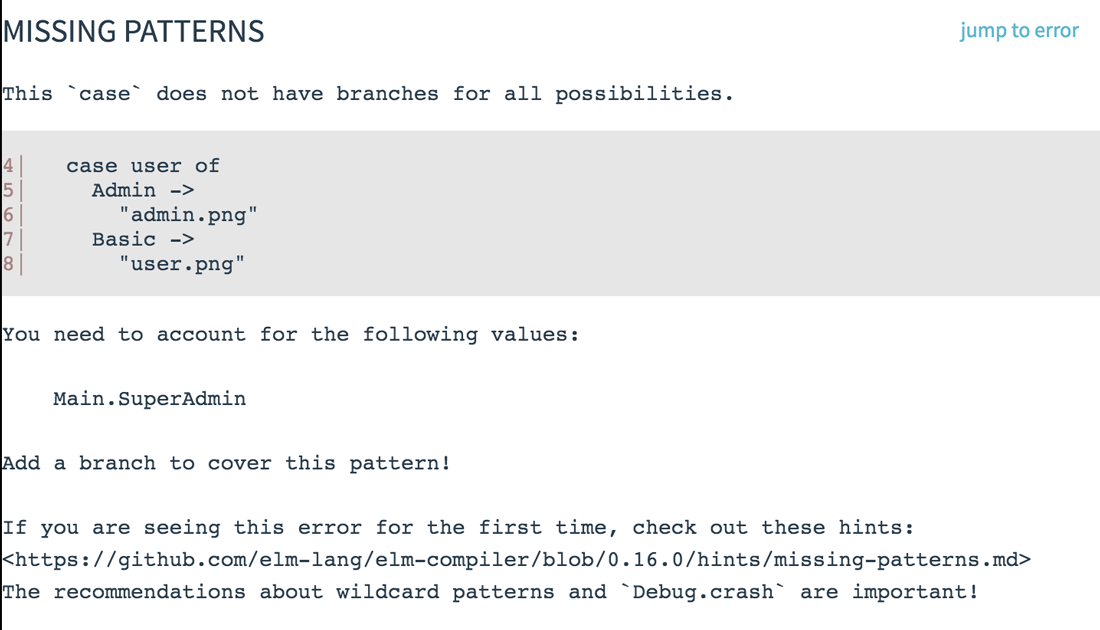 MISSING PATTERNS
jump to error
This `case` does not have branches for all possibilities.
4|   case user of
5|     Admin ->
6|       "admin.png"
7|     Basic ->
8|       "user.png"
You need to account for the following values:
    Main.SuperAdmin
Add a branch to cover this pattern!
If you are seeing this error for the first time, check out these hints:
<https://github.com/elm-lang/elm-compiler/blob/0.16.0/hints/missing-patterns.md>
The recommendations about wildcard patterns and `Debug.crash` are important!